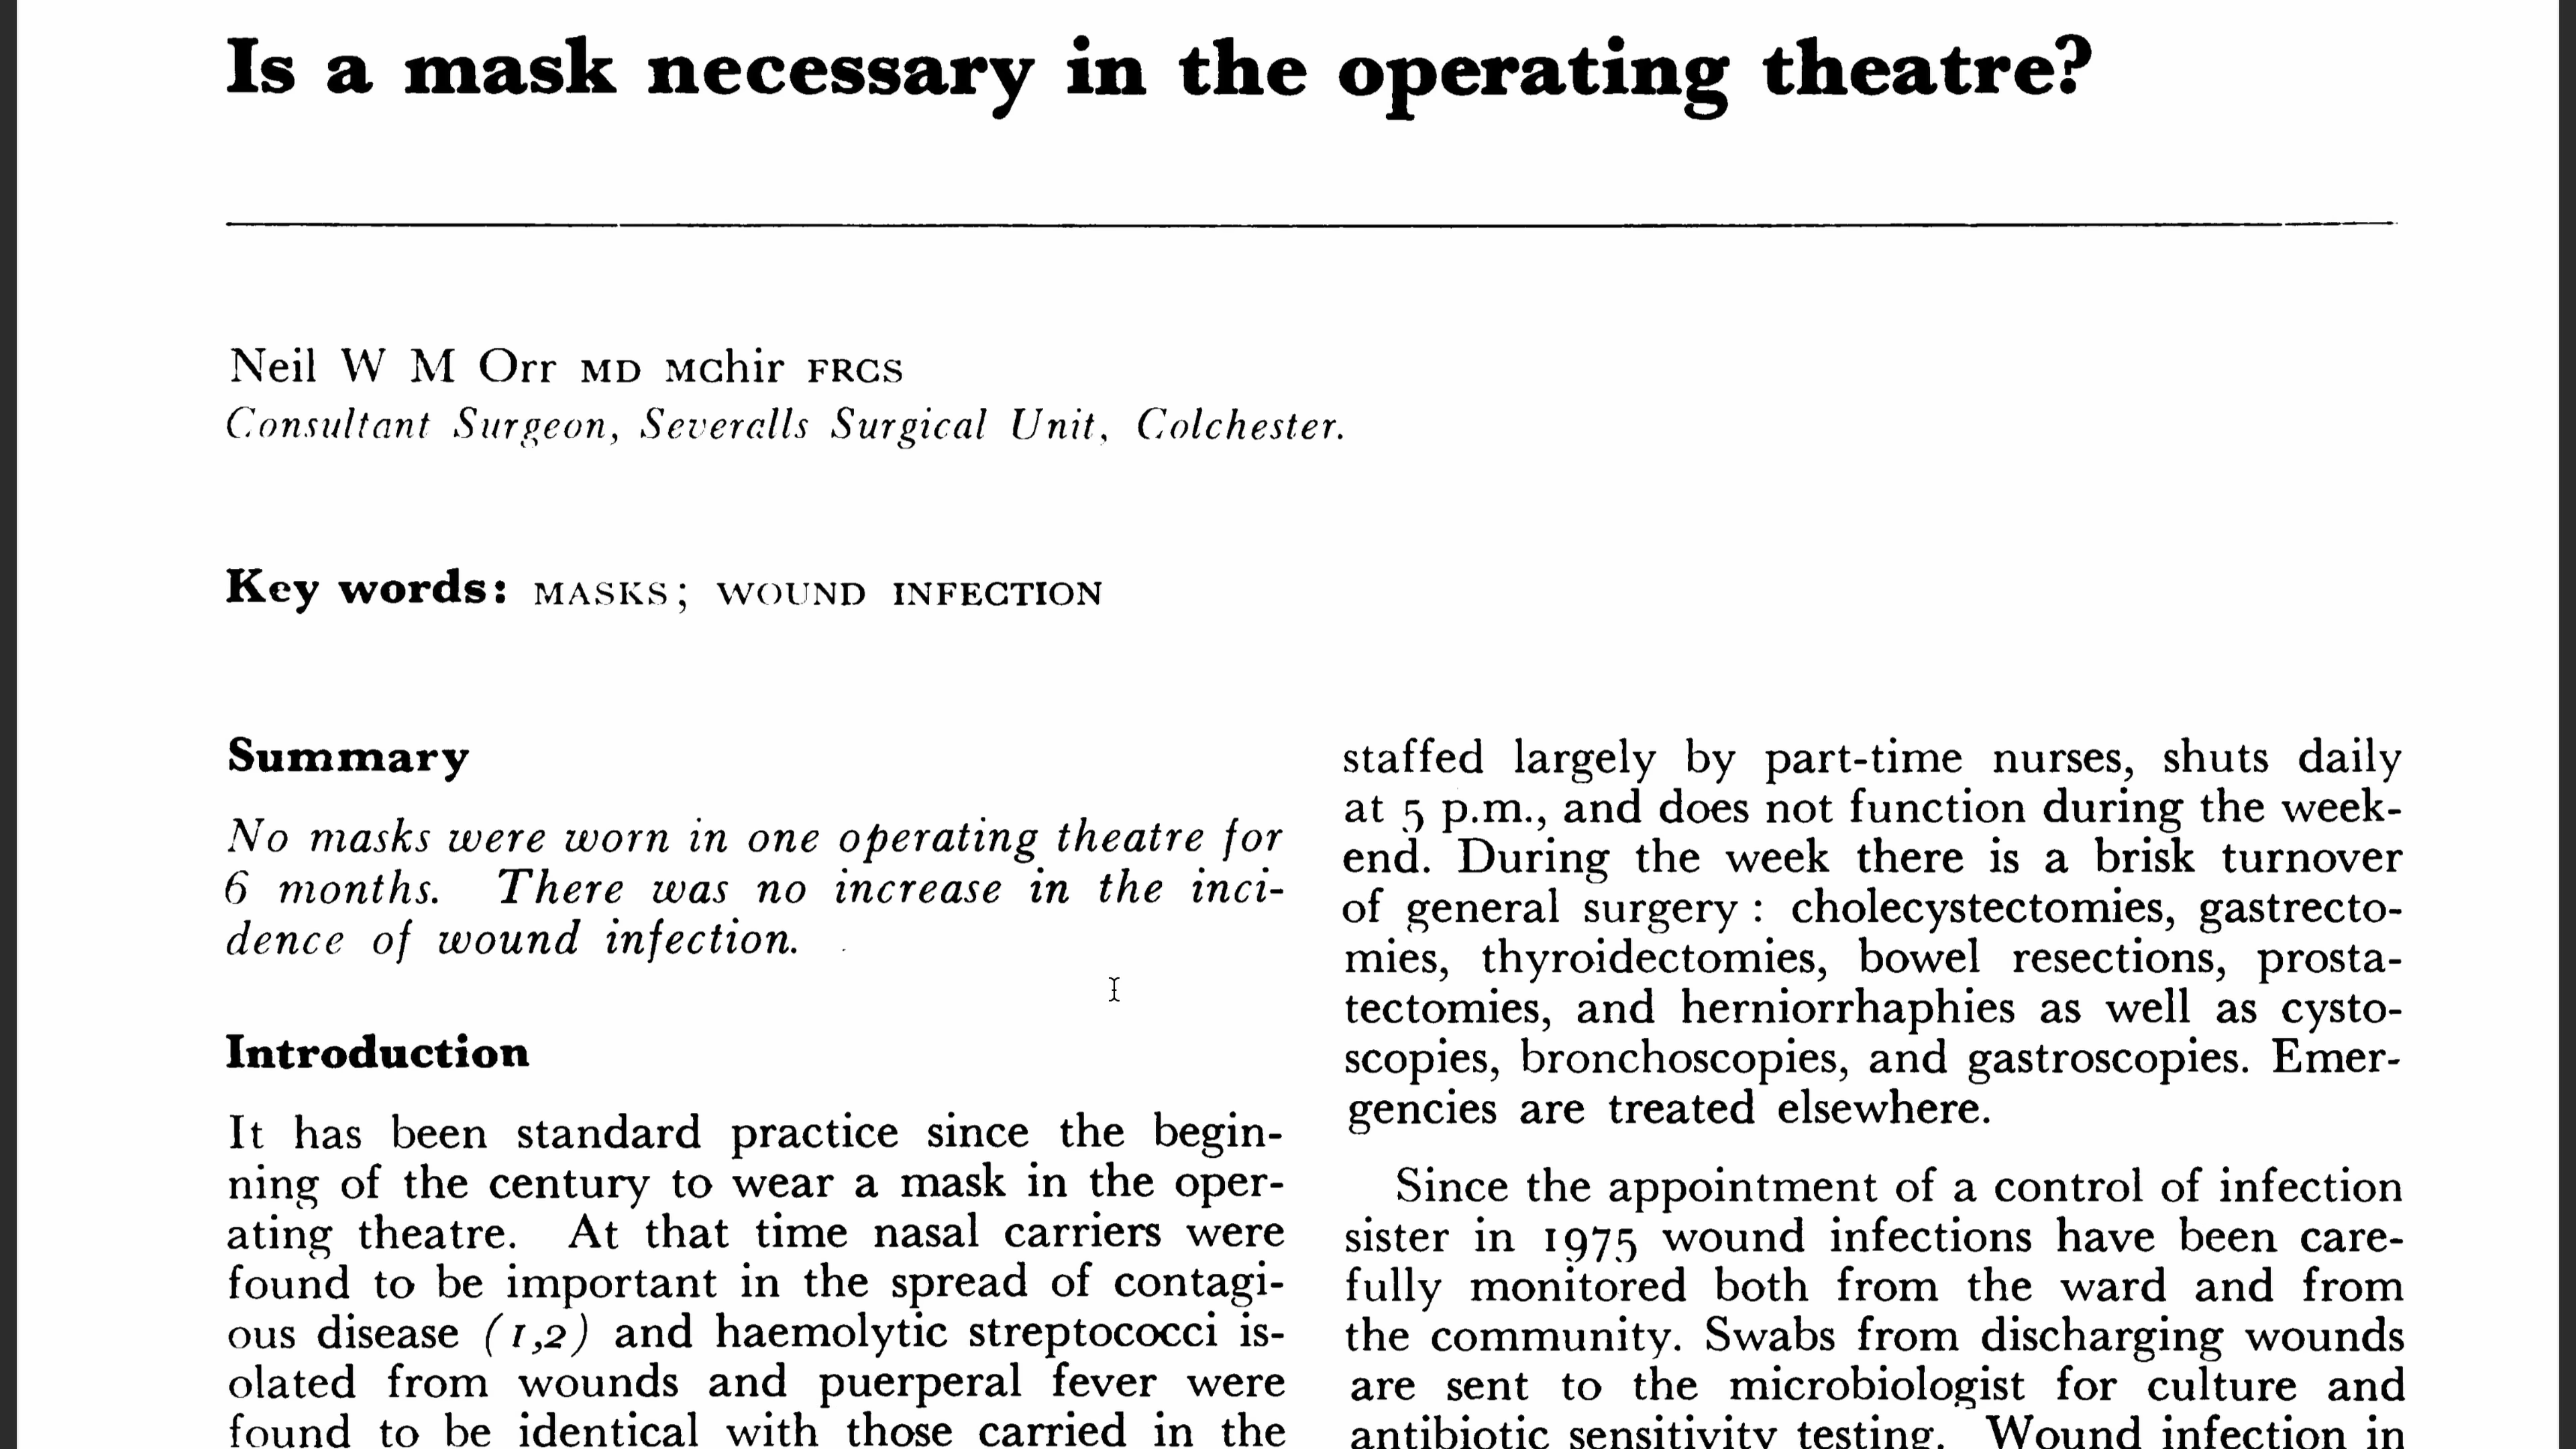 Is a mask necessary in the operating theatre?
Neil W M Orr MD MChir FRCS
Consultant Surgeon, Severalls Surgical Unit, Colchester.
Key words: MASKS; WOUND INFECTION
Summary
No masks were worn in one operating theatre for
6 months. There was no increase in the inci-
dence of wound infection.
Introduction
It has been standard practice since the begin-
ning of the century to wear a mask in the oper-
ating theatre. At that time nasal carriers were
found to be important in the spread of contagi-
ous disease (1,2) and haemolytic streptococci is-
olated from wounds and puerperal fever were
found to be identical with those carried in the
staffed largely by part-time nurses, shuts daily
at 5 p.m., and does not function during the week-
end. During the week there is a brisk turnover
of general surgery: cholecystectomies, gastrecto-
mies, thyroidectomies, bowel resections, prosta-
tectomies, and herniorrhaphies as well as cysto-
scopies, bronchoscopies, and gastroscopies. Emer-
gencies are treated elsewhere.
Since the appointment of a control of infection
sister in 1975 wound infections have been care-
fully monitored both from the ward and from
the community. Swabs from discharging wounds
are sent to the microbiologist for culture and
antibiotic sensitivity testing. Wound infection in